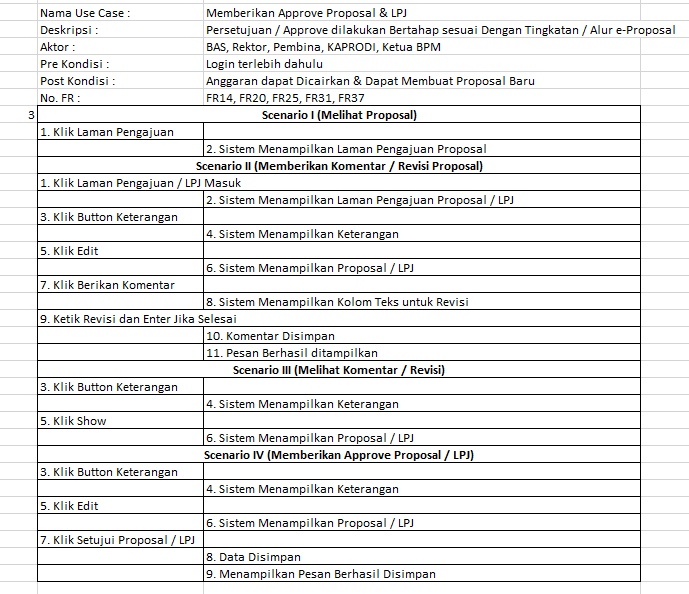 Nama Use Case : Memberikan Approve Proposal & LPJ
Deskripsi : Persetujuan / Approve dilakukan Bertahap sesuai Dengan Tingkatan / Alur e-Proposal
Aktor : BAS, Rektor, Pembina, KAPRODI, Ketua BPM
Pre Kondisi : Login terlebih dahulu
Post Kondisi : Anggaran dapat Dicairkan & Dapat Membuat Proposal Baru
No. FR : FR14, FR20, FR25, FR31, FR37
3 Scenario I (Melihat Proposal)
1. Klik Laman Pengajuan
2. Sistem Menampilkan Laman Pengajuan Proposal
Scenario II (Memberikan Komentar / Revisi Proposal)
1. Klik Laman Pengajuan / LPJ Masuk
2. Sistem Menampilkan Laman Pengajuan Proposal / LPJ
3. Klik Button Keterangan
4. Sistem Menampilkan Keterangan
5. Klik Edit
6. Sistem Menampilkan Proposal / LPJ
7. Klik Berikan Komentar
8. Sistem Menampilkan Kolom Teks untuk Revisi
9. Ketik Revisi dan Enter Jika Selesai
10. Komentar Disimpan
11. Pesan Berhasil ditampilkan
Scenario III (Melihat Komentar / Revisi)
3. Klik Button Keterangan
4. Sistem Menampilkan Keterangan
5. Klik Show
6. Sistem Menampilkan Proposal / LPJ
Scenario IV (Memberikan Approve Proposal / LPJ)
3. Klik Button Keterangan
4. Sistem Menampilkan Keterangan
5. Klik Edit
6. Sistem Menampilkan Proposal / LPJ
7. Klik Setujui Proposal / LPJ
8. Data Disimpan
9. Menampilkan Pesan Berhasil Disimpan